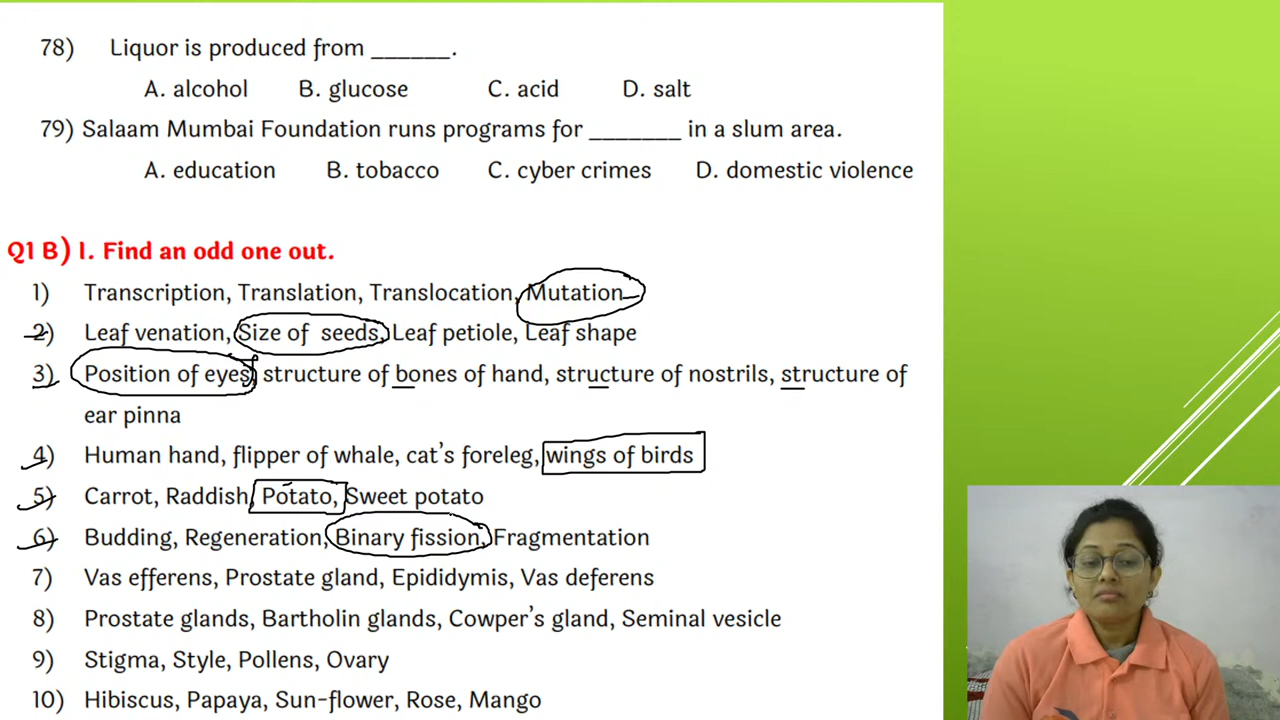 78) Liquor is produced from ______.
A. alcohol B. glucose C. acid D. salt
79) Salaam Mumbai Foundation runs programs for _______ in a slum area.
A. education B. tobacco C. cyber crimes D. domestic violence
Q1 B) I. Find an odd one out.
1) Transcription, Translation, Translocation, Mutation
2) Leaf venation, Size of seeds, Leaf petiole, Leaf shape
3) Position of eyes, structure of bones of hand, structure of nostrils, structure of
ear pinna
4) Human hand, flipper of whale, cat's foreleg, wings of birds
5) Carrot, Raddish, Potato, Sweet potato
6) Budding, Regeneration, Binary fission, Fragmentation
7) Vas efferens, Prostate gland, Epididymis, Vas deferens
8) Prostate glands, Bartholin glands, Cowper's gland, Seminal vesicle
9) Stigma, Style, Pollens, Ovary
10) Hibiscus, Papaya, Sun-flower, Rose, Mango